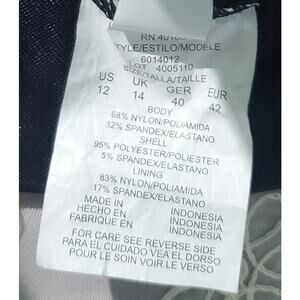 RN 40100
STYLE/ESTILO/MODÈLE
6014012
LOT 4005110
SIZE/TALLA/TAILLE
US UK GER EUR
12 14 40 42
BODY
68% NYLON/POLIAMIDA
32% SPANDEX/ELASTANO
SHELL
95% POLYESTER/POLIESTER
5% SPANDEX/ELASTANO
LINING
83% NYLON/POLIAMIDA
17% SPANDEX/ELASTANO
MADE IN INDONESIA
HECHO EN INDONESIA
FABRIQUE EN INDONESIA
FOR CARE SEE REVERSE SIDE
PARA EL CUIDADO VEA EL DORSO
POUR LE SOIN VOIR LE VERSO